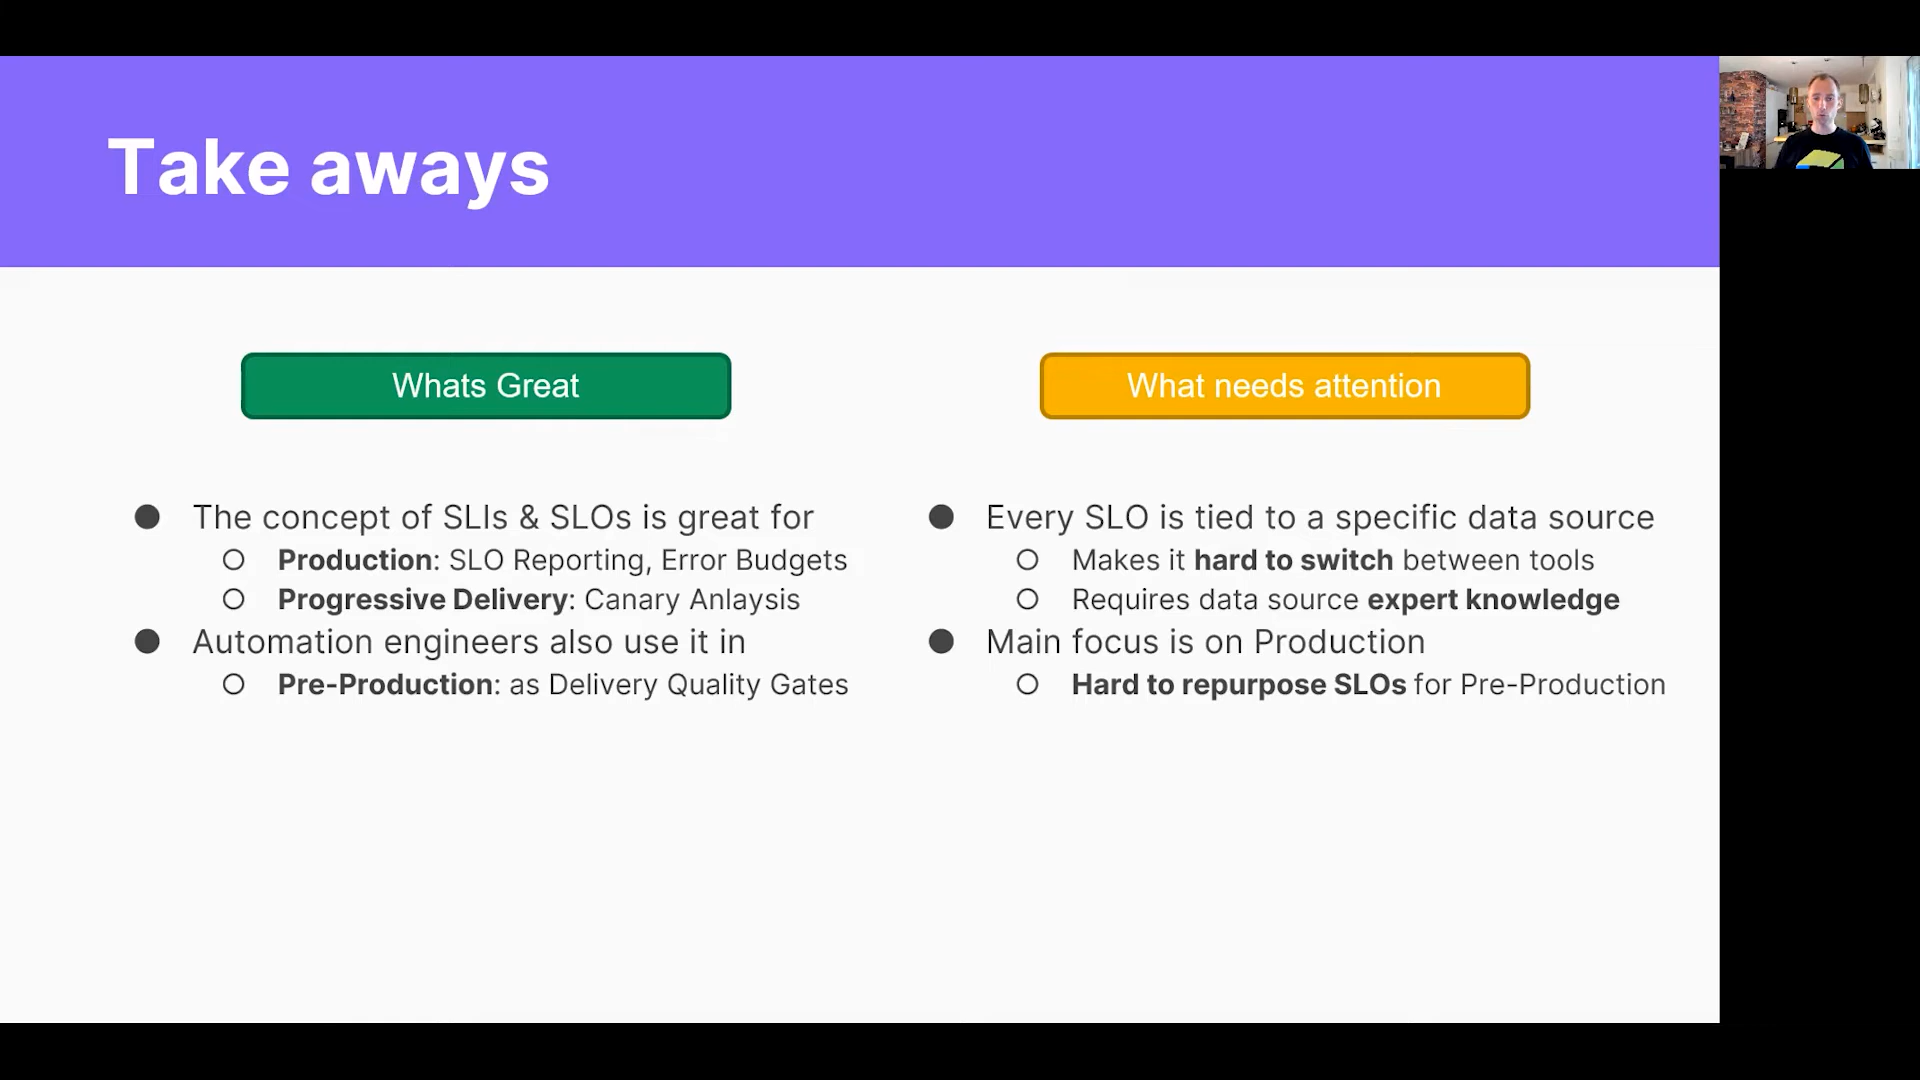 Take aways
Whats Great
The concept of SLIs & SLOs is great for
Production: SLO Reporting, Error Budgets
Progressive Delivery: Canary Anlaysis
Automation engineers also use it in
Pre-Production: as Delivery Quality Gates
What needs attention
Every SLO is tied to a specific data source
Makes it hard to switch between tools
Requires data source expert knowledge
Main focus is on Production
Hard to repurpose SLOs for Pre-Production